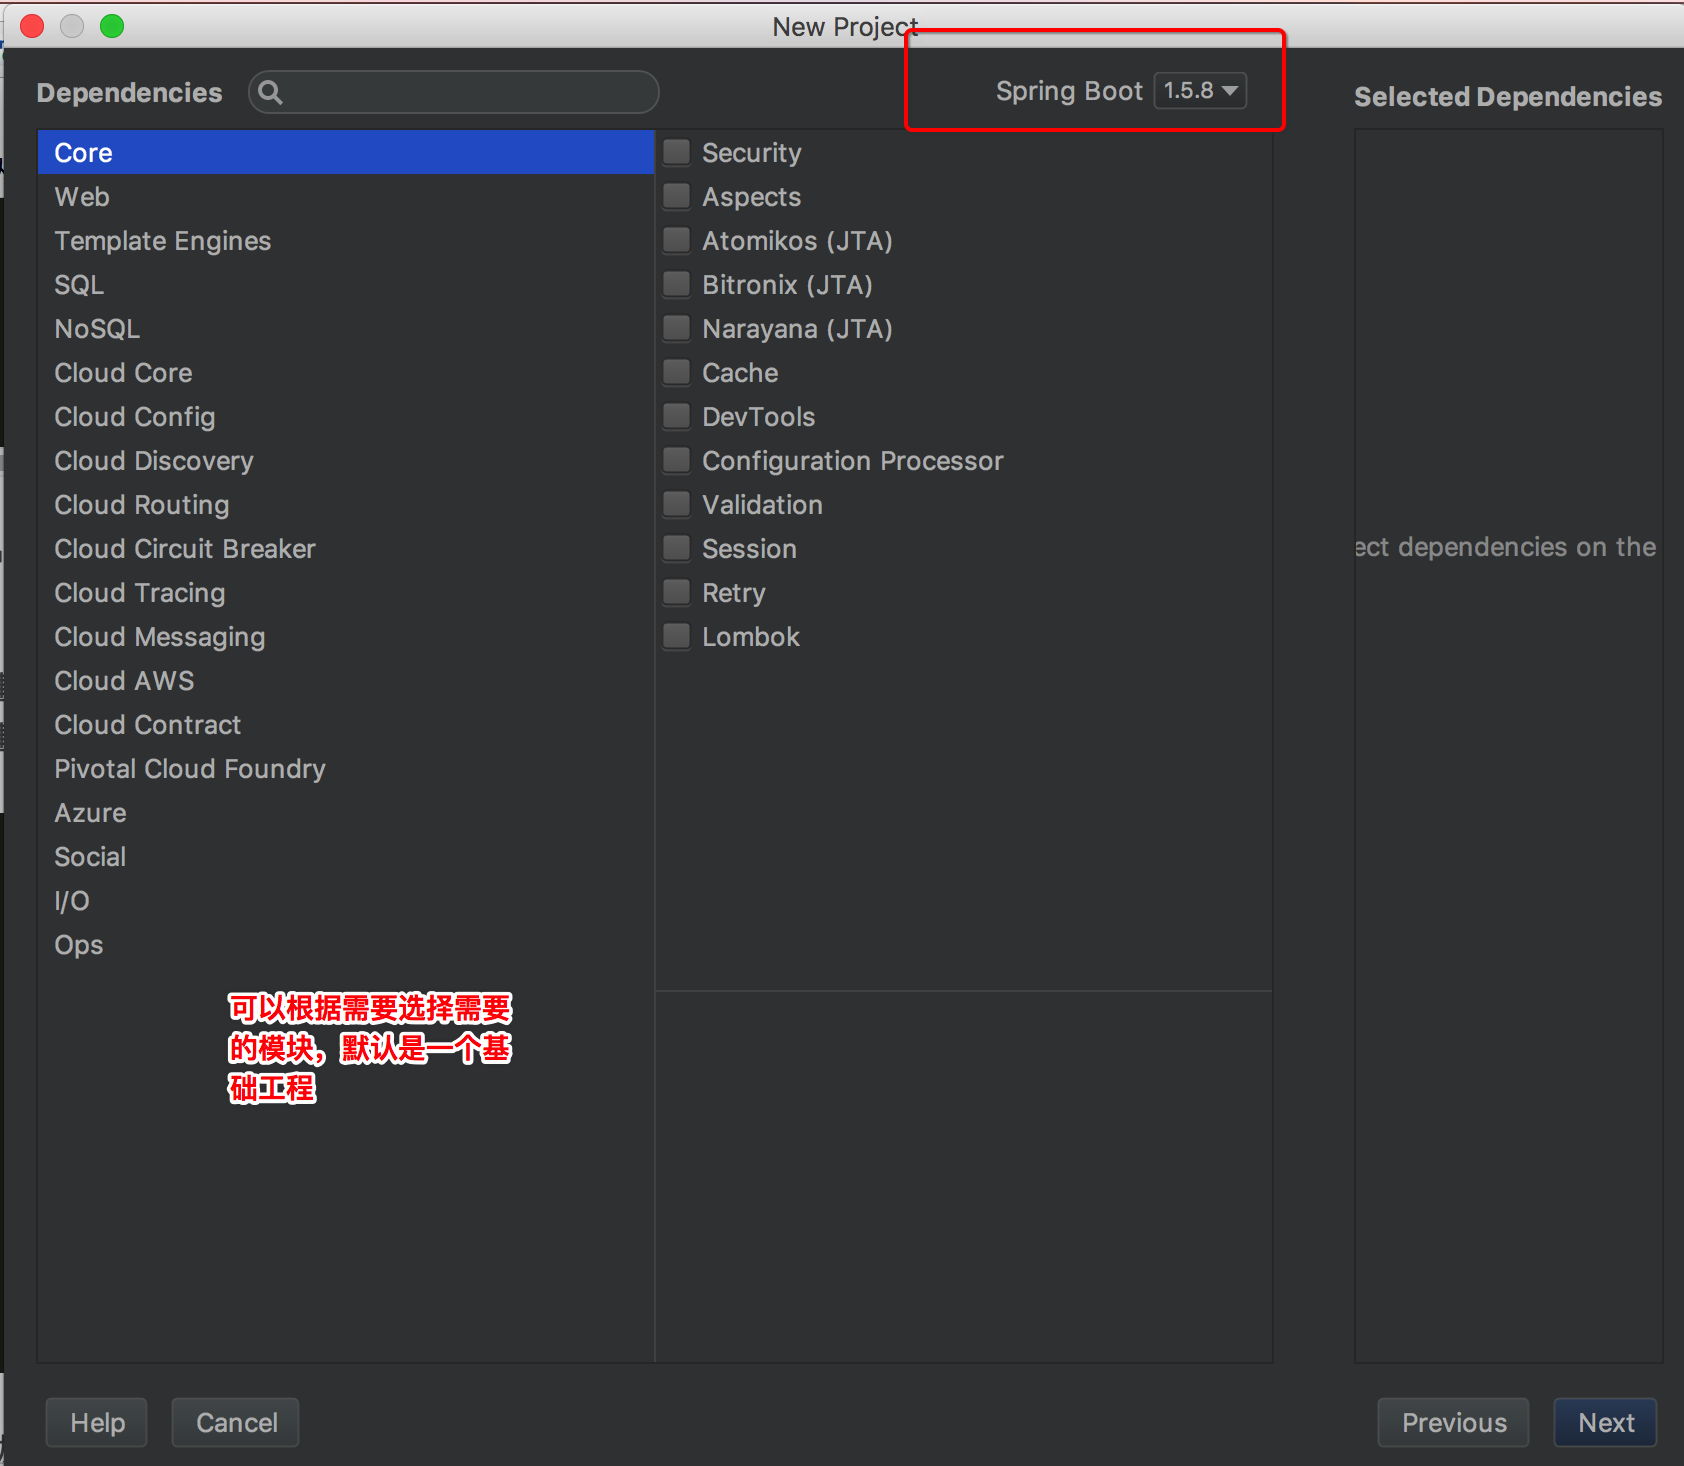 New Project
Dependencies
Spring Boot 1.5.8
Selected Dependencies
Core
Web
Template Engines
SQL
NoSQL
Cloud Core
Cloud Config
Cloud Discovery
Cloud Routing
Cloud Circuit Breaker
Cloud Tracing
Cloud Messaging
Cloud AWS
Cloud Contract
Pivotal Cloud Foundry
Azure
Social
I/O
Ops
Security
Aspects
Atomikos (JTA)
Bitronix (JTA)
Narayana (JTA)
Cache
DevTools
Configuration Processor
Validation
Session
Retry
Lombok
ect dependencies on the
可以根据需要选择需要
的模块，默认是一个基
础工程
Help
Cancel
Previous
Next